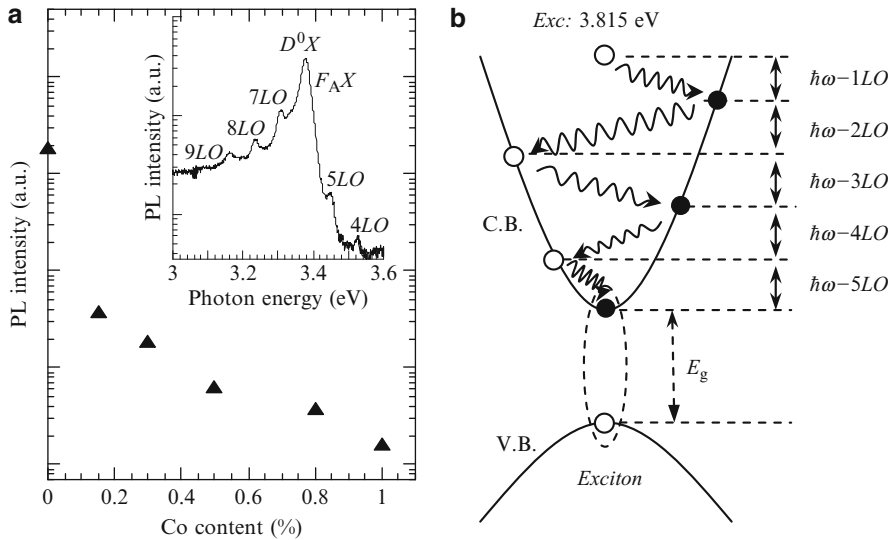 a
PL intensity (a.u.)
0
0.2
0.4
0.6
0.8
1
Co content (%)
PL intensity (a.u.)
D⁰X
F_AX
7LO
8LO
9LO
5LO
4LO
3
3.2
3.4
3.6
Photon energy (eV)
b
Exc: 3.815 eV
ℏω−1LO
ℏω−2LO
ℏω−3LO
ℏω−4LO
ℏω−5LO
C.B.
E_g
V.B.
Exciton